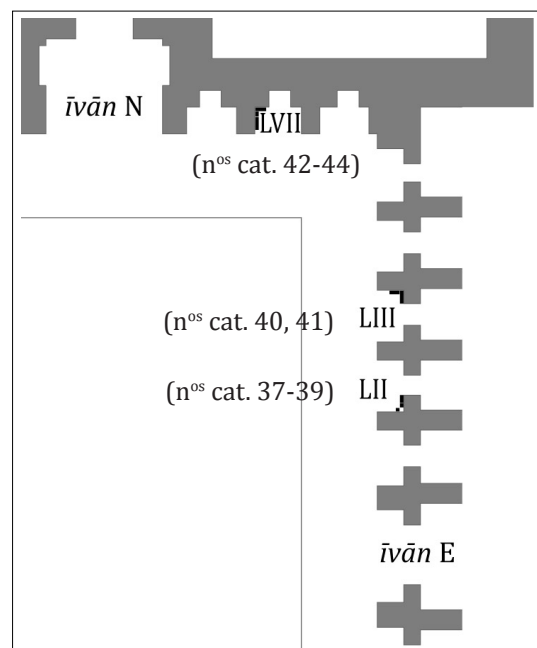 īvān N
LVII
(nos cat. 42-44)
(nos cat. 40, 41) LIII
(nos cat. 37-39) LII
īvān E